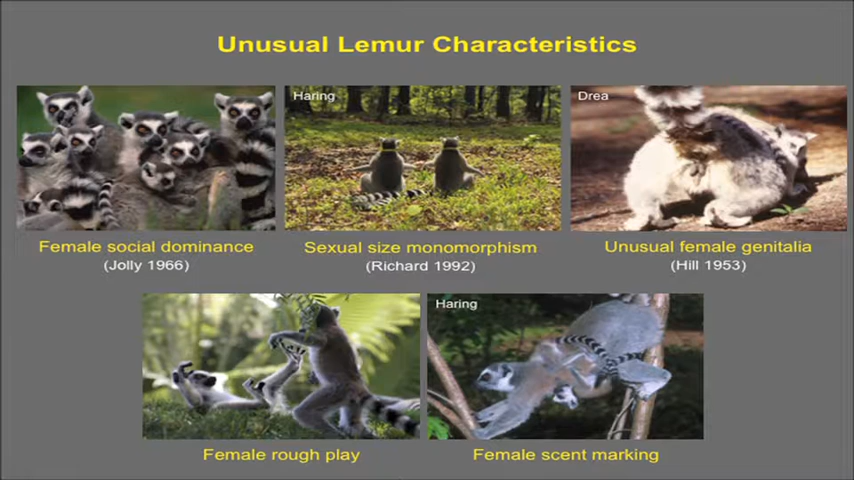 Unusual Lemur Characteristics
Haring
Drea
Female social dominance
(Jolly 1966)
Sexual size monomorphism
(Richard 1992)
Unusual female genitalia
(Hill 1953)
Haring
Female rough play
Female scent marking